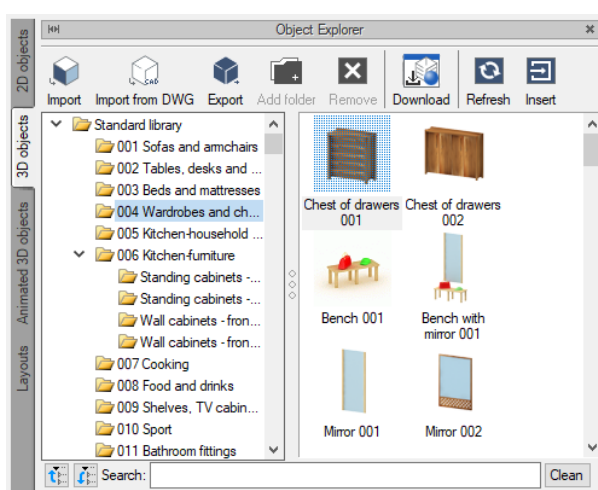 Object Explorer
Import Import from DWG Export Add folder Remove Download Refresh Insert
CAD
2D objects
3D objects
Animated 3D objects
Layouts
Standard library
001 Sofas and armchairs
002 Tables, desks and ...
003 Beds and mattresses
004 Wardrobes and ch...
005 Kitchen-household ...
006 Kitchen-furniture
Standing cabinets -...
Standing cabinets -...
Wall cabinets - fron...
Wall cabinets - fron...
007 Cooking
008 Food and drinks
009 Shelves, TV cabin...
010 Sport
011 Bathroom fittings
Chest of drawers
001
Chest of drawers
002
Bench 001
Bench with
mirror 001
Mirror 001
Mirror 002
Search:
Clean